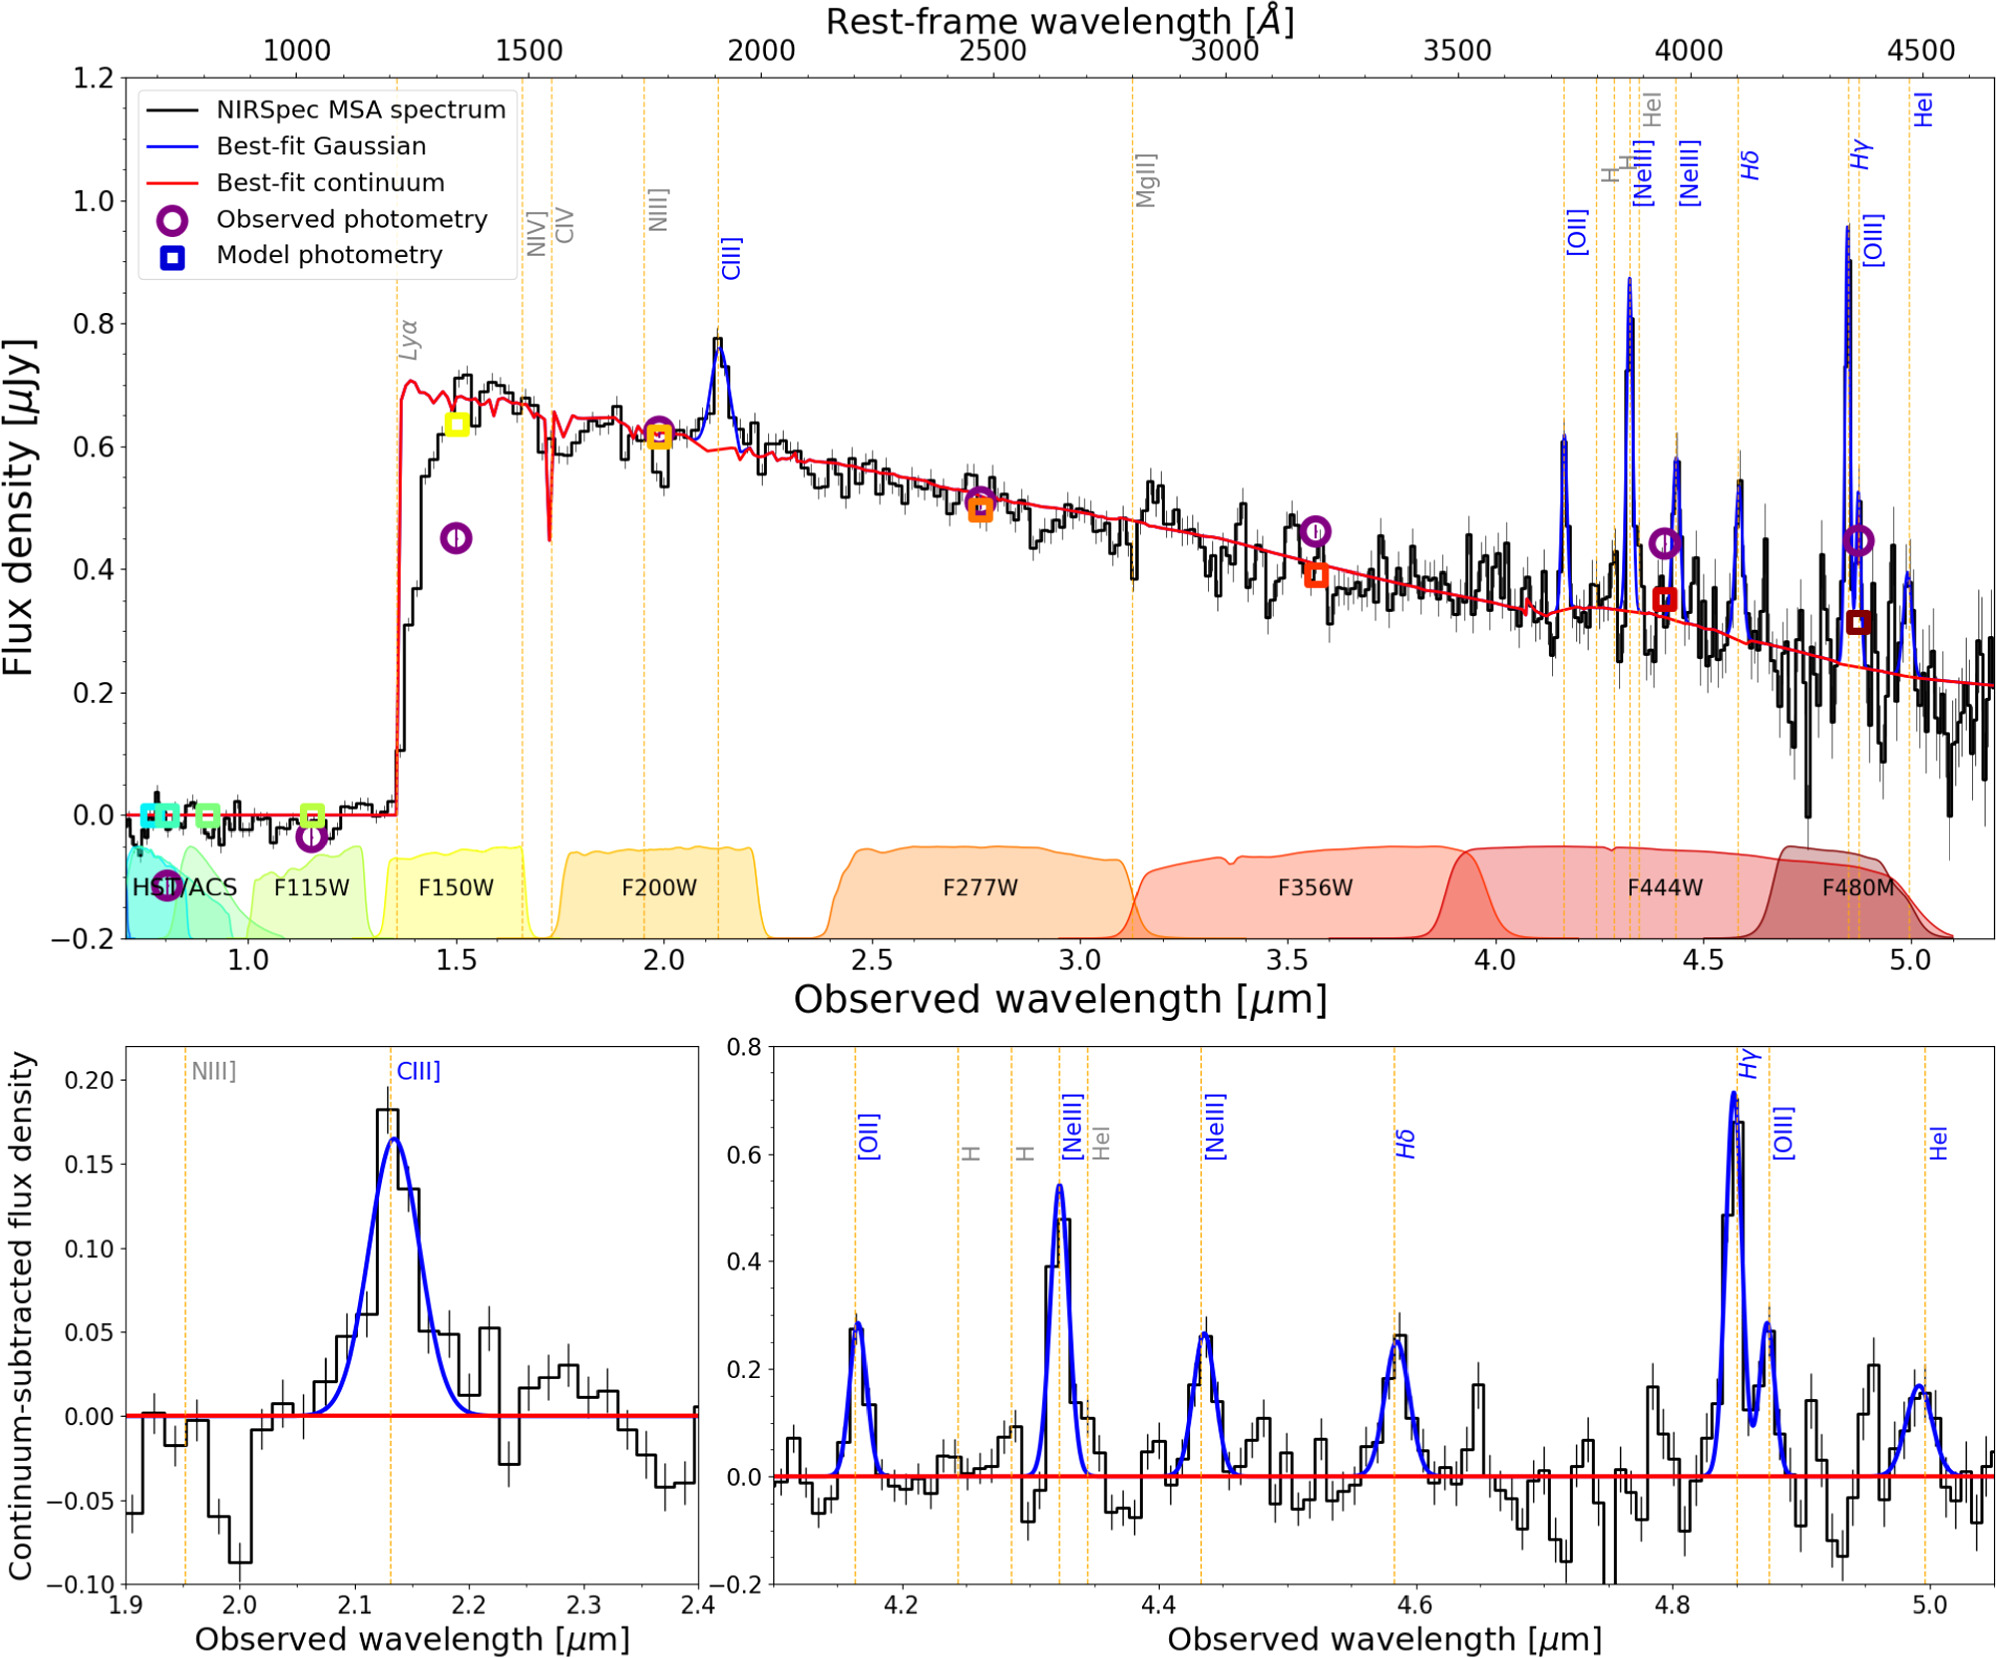 Rest-frame wavelength [Å]
1000 1500 2000 2500 3000 3500 4000 4500
1.2
1.0
0.8
0.6
0.4
0.2
0.0
−0.2
Flux density [μJy]
NIRSpec MSA spectrum
Best-fit Gaussian
Best-fit continuum
Observed photometry
Model photometry
Lyα
NIV]
CIV
NIII]
CIII]
MgII]
[OII]
H
H
[NeIII]
HeI
[NeIII]
Hδ
Hγ
[OIII]
HeI
HST/ACS F115W F150W F200W F277W F356W F444W F480M
1.0 1.5 2.0 2.5 3.0 3.5 4.0 4.5 5.0
Observed wavelength [μm]
Continuum-subtracted flux density
0.20
0.15
0.10
0.05
0.00
−0.05
−0.10
NIII] CIII]
1.9 2.0 2.1 2.2 2.3 2.4
Observed wavelength [μm]
0.8
0.6
0.4
0.2
0.0
−0.2
[OII]
H
H
[NeIII]
HeI
[NeIII]
Hδ
Hγ
[OIII]
HeI
4.2 4.4 4.6 4.8 5.0
Observed wavelength [μm]